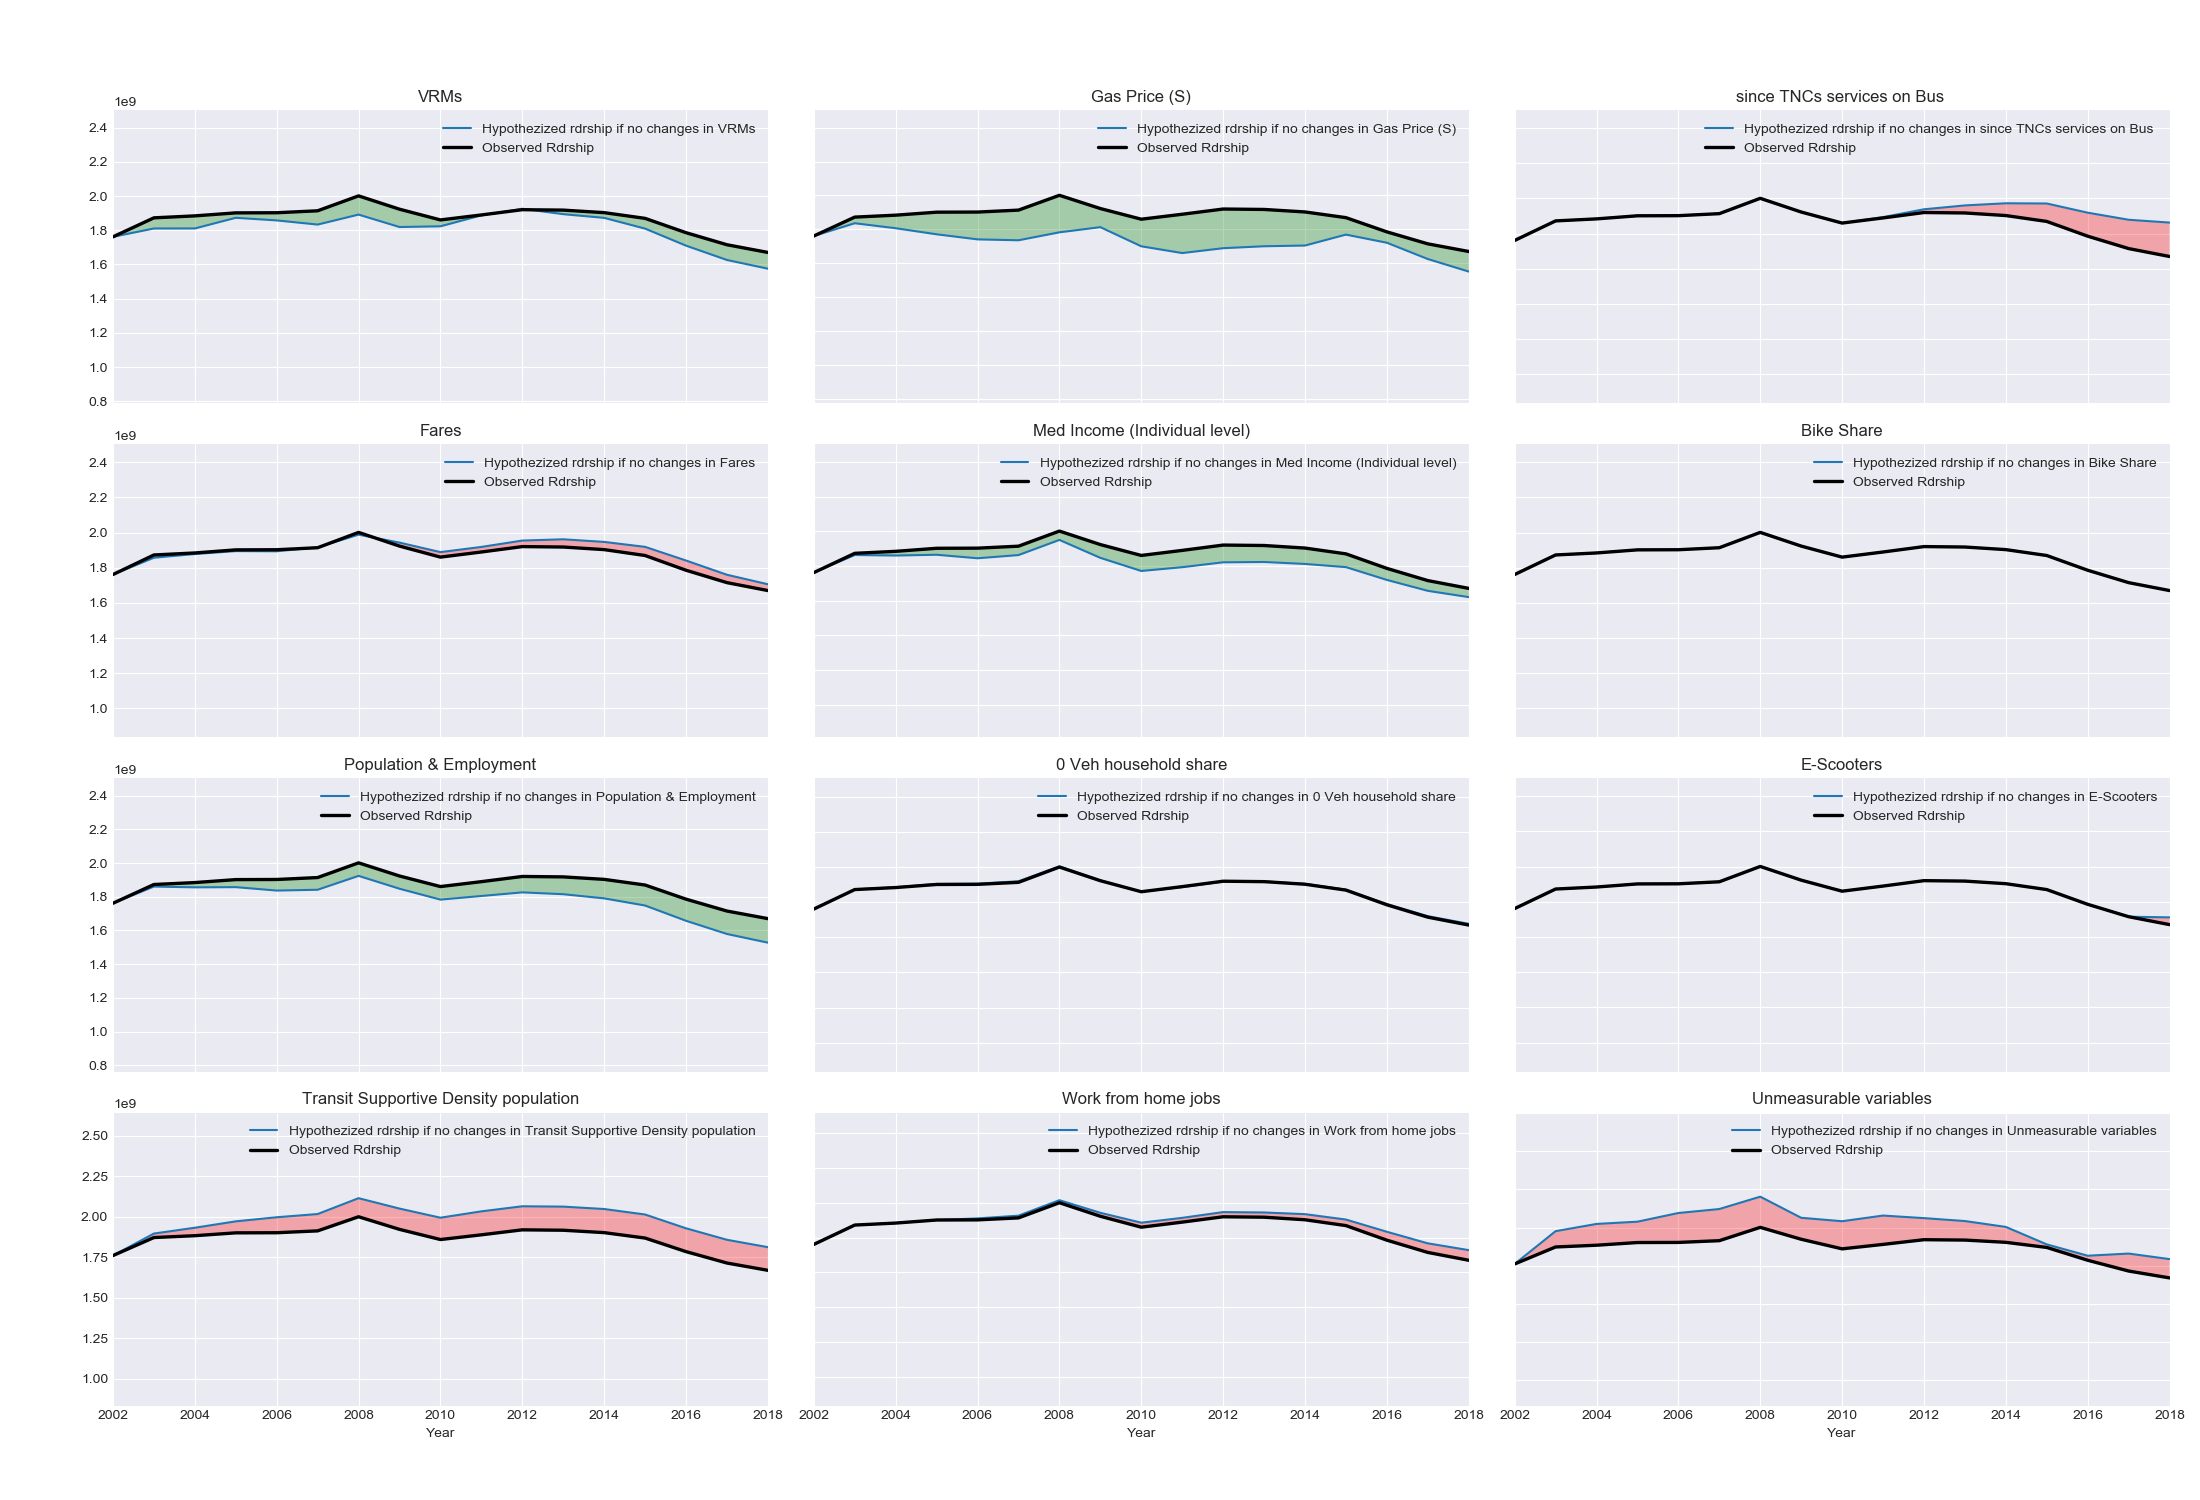 VRMs
1e9
Hypothezized rdrship if no changes in VRMs
Observed Rdrship
2.4
2.2
2.0
1.8
1.6
1.4
1.2
1.0
0.8
Gas Price (S)
Hypothezized rdrship if no changes in Gas Price (S)
Observed Rdrship
since TNCs services on Bus
Hypothezized rdrship if no changes in since TNCs services on Bus
Observed Rdrship
Fares
1e9
Hypothezized rdrship if no changes in Fares
Observed Rdrship
2.4
2.2
2.0
1.8
1.6
1.4
1.2
1.0
Med Income (Individual level)
Hypothezized rdrship if no changes in Med Income (Individual level)
Observed Rdrship
Bike Share
Hypothezized rdrship if no changes in Bike Share
Observed Rdrship
Population & Employment
1e9
Hypothezized rdrship if no changes in Population & Employment
Observed Rdrship
2.4
2.2
2.0
1.8
1.6
1.4
1.2
1.0
0.8
0 Veh household share
Hypothezized rdrship if no changes in 0 Veh household share
Observed Rdrship
E-Scooters
Hypothezized rdrship if no changes in E-Scooters
Observed Rdrship
Transit Supportive Density population
1e9
Hypothezized rdrship if no changes in Transit Supportive Density population
Observed Rdrship
2.50
2.25
2.00
1.75
1.50
1.25
1.00
2002 2004 2006 2008 2010 2012 2014 2016 2018
Year
Work from home jobs
Hypothezized rdrship if no changes in Work from home jobs
Observed Rdrship
2002 2004 2006 2008 2010 2012 2014 2016 2018
Year
Unmeasurable variables
Hypothezized rdrship if no changes in Unmeasurable variables
Observed Rdrship
2002 2004 2006 2008 2010 2012 2014 2016 2018
Year